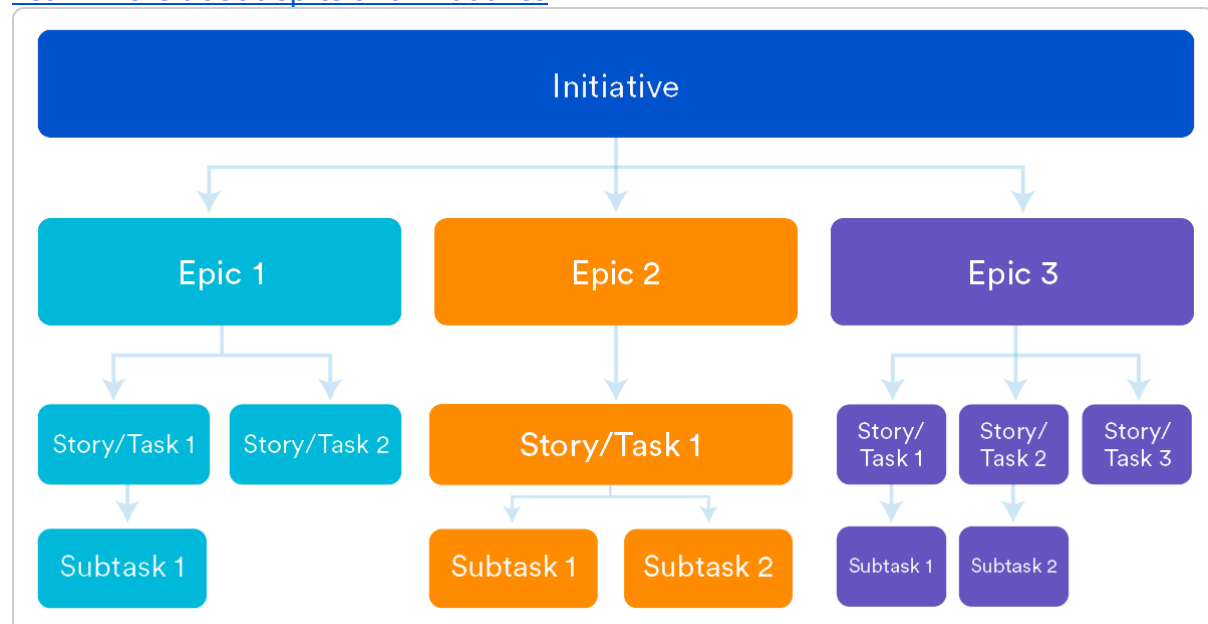 Initiative
Epic 1
Epic 2
Epic 3
Story/Task 1
Story/Task 2
Story/Task 1
Story/
Task 1
Story/
Task 2
Story/
Task 3
Subtask 1
Subtask 1
Subtask 2
Subtask 1
Subtask 2